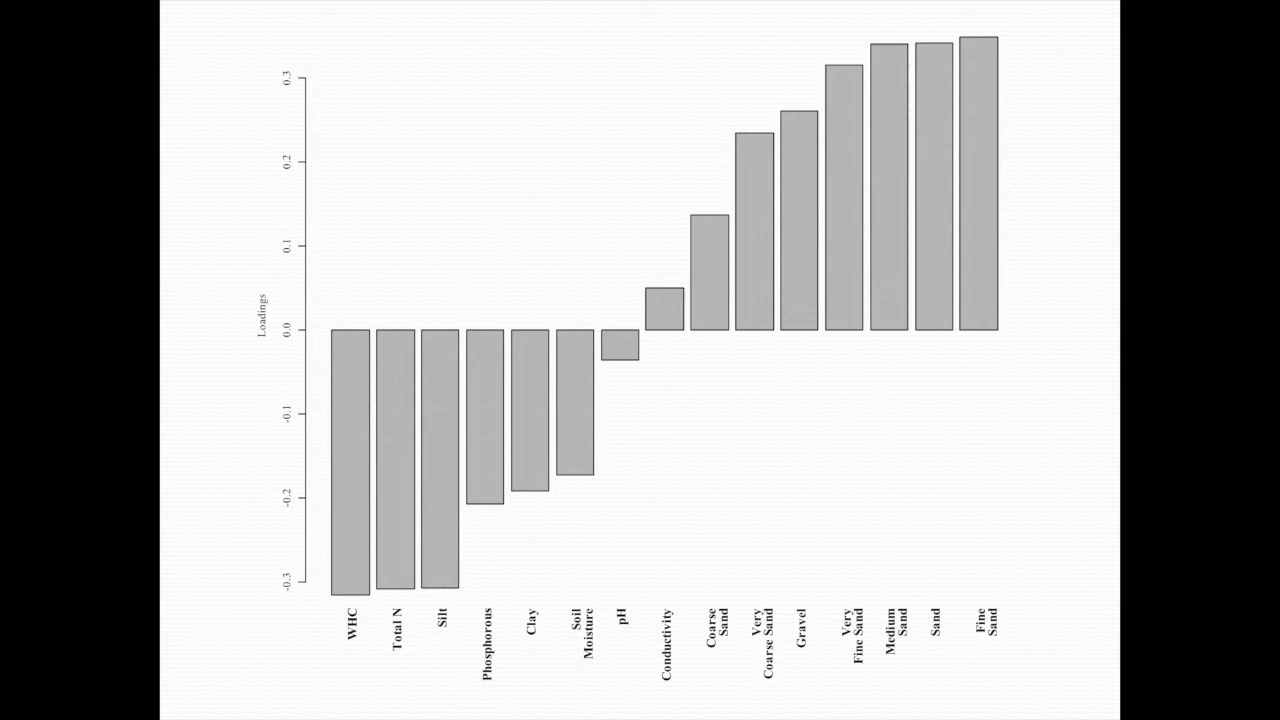 Loadings
0.3
0.2
0.1
0.0
-0.1
-0.2
-0.3
WHC
Total N
Silt
Phosphorous
Clay
Soil
Moisture
pH
Conductivity
Coarse
Sand
Very
Coarse Sand
Gravel
Very
Fine Sand
Medium
Sand
Sand
Fine
Sand